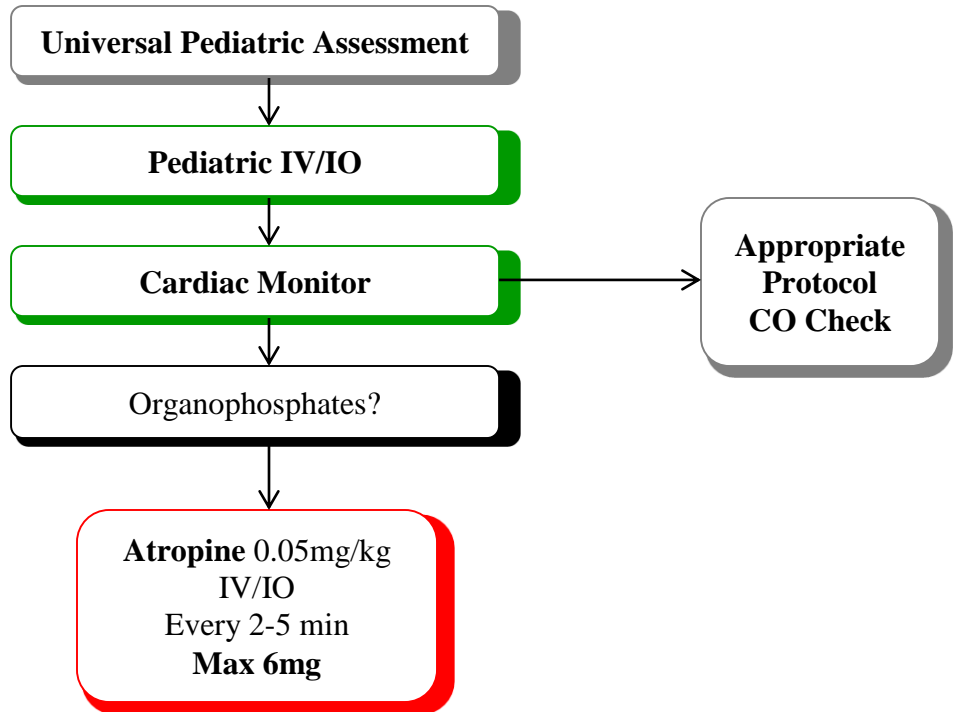 Universal Pediatric Assessment
Pediatric IV/IO
Cardiac Monitor
Appropriate
Protocol
CO Check
Organophosphates?
Atropine 0.05mg/kg
IV/IO
Every 2-5 min
Max 6mg